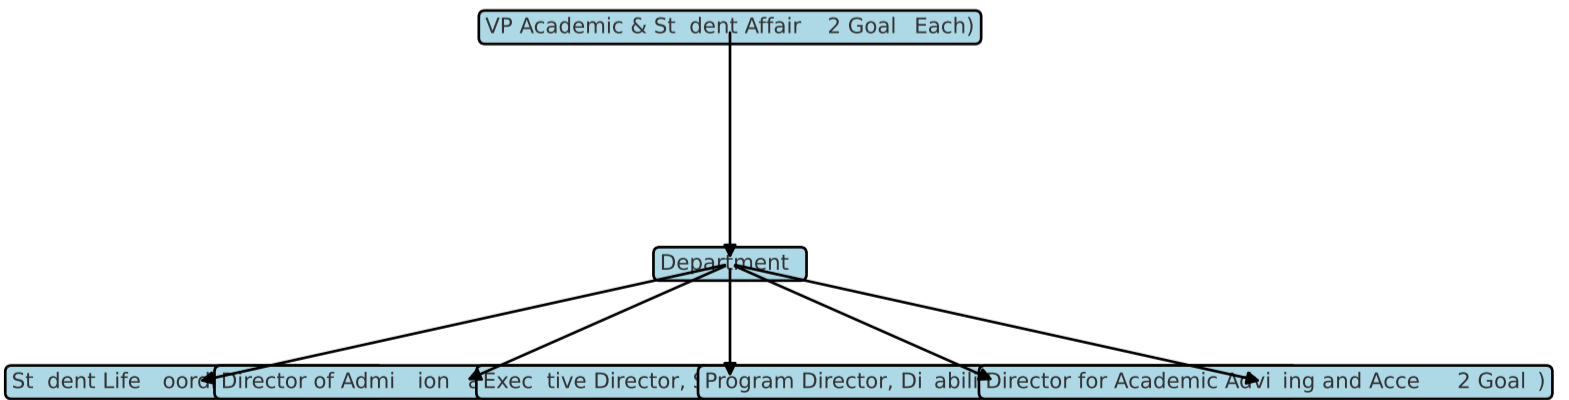 VP Academic & St dent Affair 2 Goal Each)
Department
St dent Life oord
Director of Admi ion a
Exec tive Director, S
Program Director, Di abili
Director for Academic Advi ing and Acce 2 Goal )